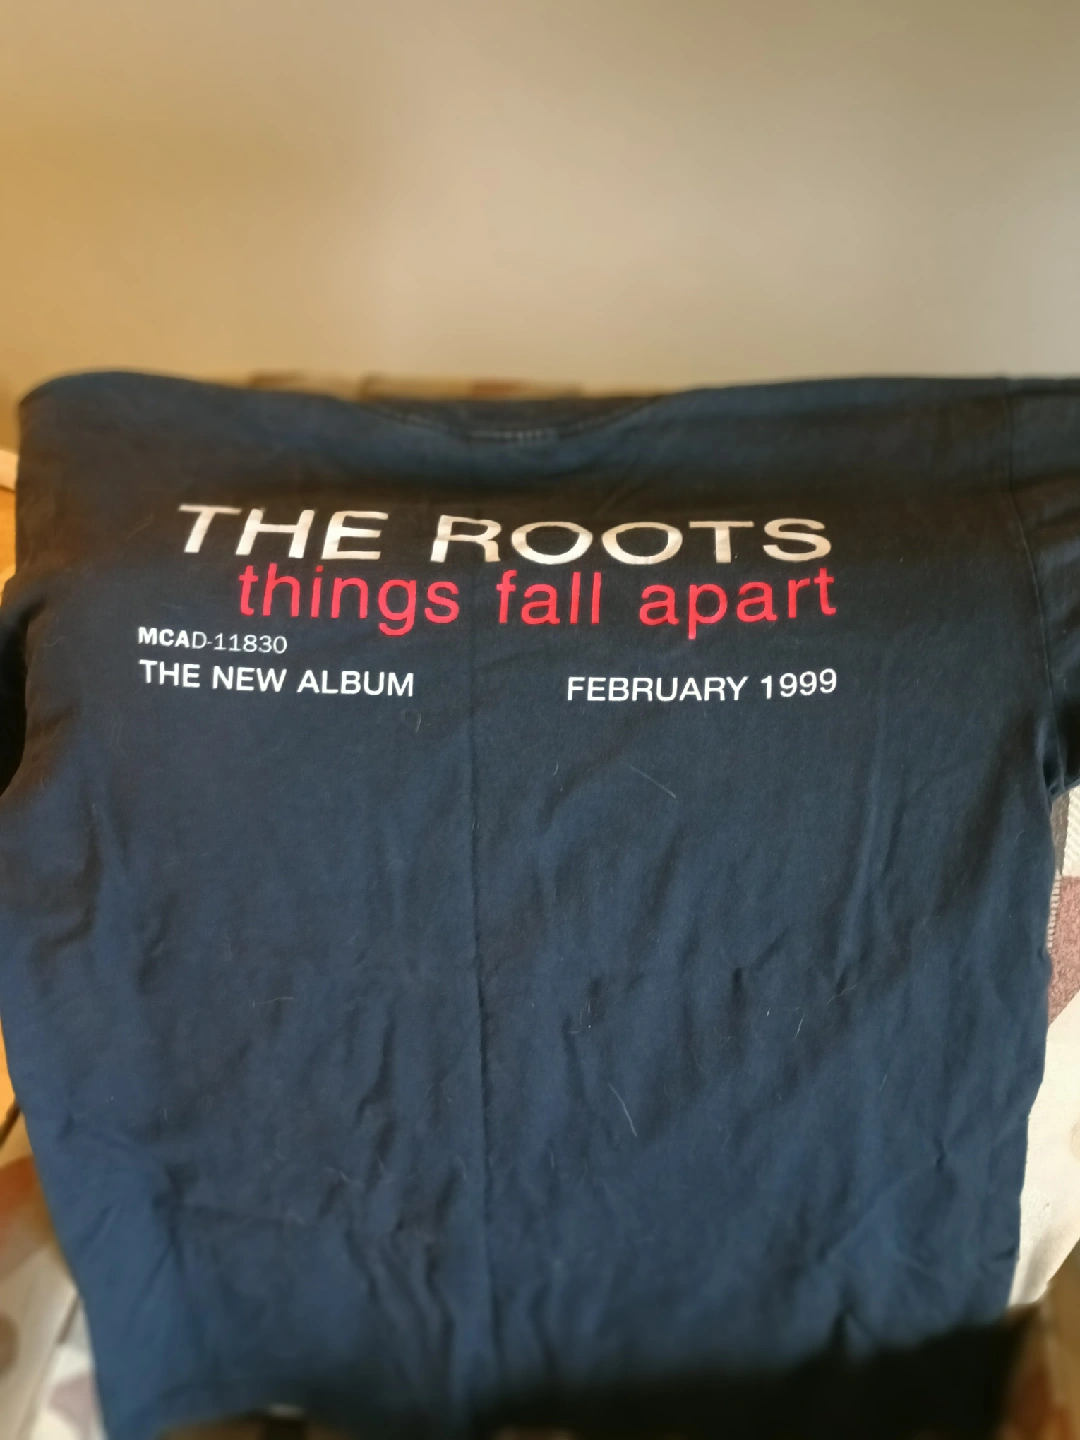 THE ROOTS
things fall apart
MCAD-11830
THE NEW ALBUM FEBRUARY 1999